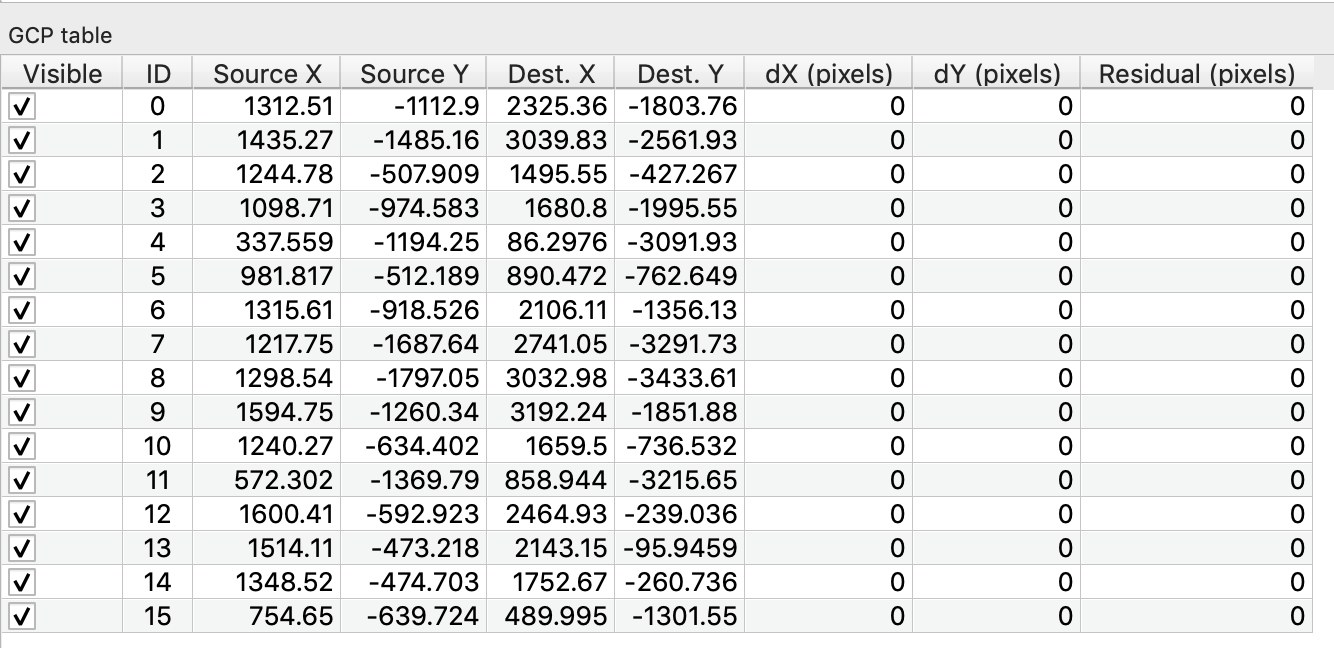 GCP table
Visible ID Source X Source Y Dest. X Dest. Y dX (pixels) dY (pixels) Residual (pixels)
0 1312.51 -1112.9 2325.36 -1803.76 0 0 0
1 1435.27 -1485.16 3039.83 -2561.93 0 0 0
2 1244.78 -507.909 1495.55 -427.267 0 0 0
3 1098.71 -974.583 1680.8 -1995.55 0 0 0
4 337.559 -1194.25 86.2976 -3091.93 0 0 0
5 981.817 -512.189 890.472 -762.649 0 0 0
6 1315.61 -918.526 2106.11 -1356.13 0 0 0
7 1217.75 -1687.64 2741.05 -3291.73 0 0 0
8 1298.54 -1797.05 3032.98 -3433.61 0 0 0
9 1594.75 -1260.34 3192.24 -1851.88 0 0 0
10 1240.27 -634.402 1659.5 -736.532 0 0 0
11 572.302 -1369.79 858.944 -3215.65 0 0 0
12 1600.41 -592.923 2464.93 -239.036 0 0 0
13 1514.11 -473.218 2143.15 -95.9459 0 0 0
14 1348.52 -474.703 1752.67 -260.736 0 0 0
15 754.65 -639.724 489.995 -1301.55 0 0 0